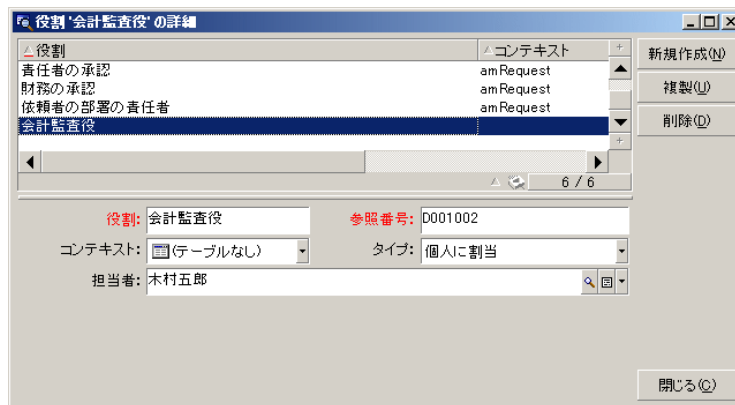 役割 '会計監査役' の詳細
役割 コンテキスト
責任者の承認 amRequest
財務の承認 amRequest
依頼者の部署の責任者 amRequest
会計監査役
6 / 6
新規作成(N)
複製(U)
削除(D)
役割: 会計監査役 参照番号: D001002
コンテキスト: (テーブルなし) タイプ: 個人に割当
担当者: 木村五郎
閉じる(C)